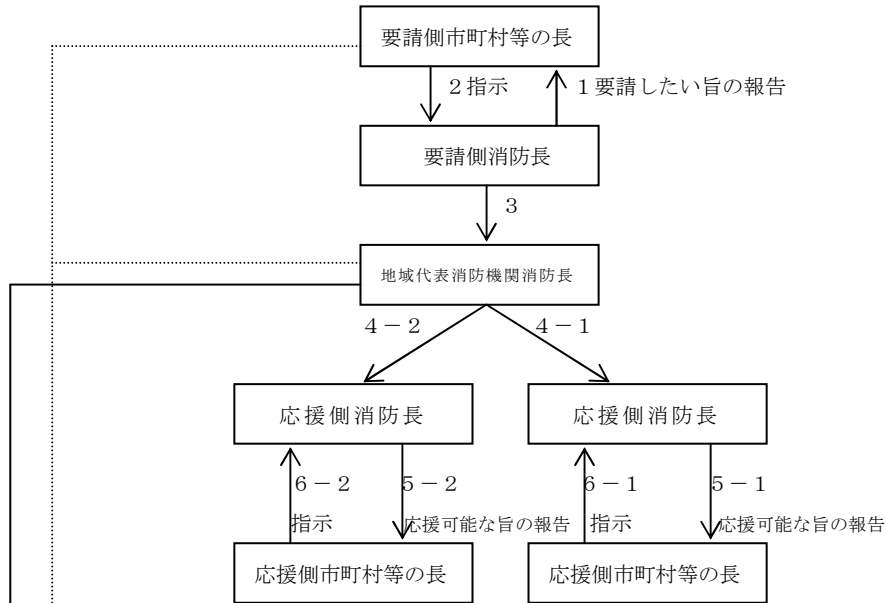 要請側市町村等の長
2指示
1要請したい旨の報告
要請側消防長
3
地域代表消防機関消防長
4-2
4-1
応援側消防長
応援側消防長
6-2
5-2
6-1
5-1
指示
応援可能な旨の報告
指示
応援可能な旨の報告
応援側市町村等の長
応援側市町村等の長